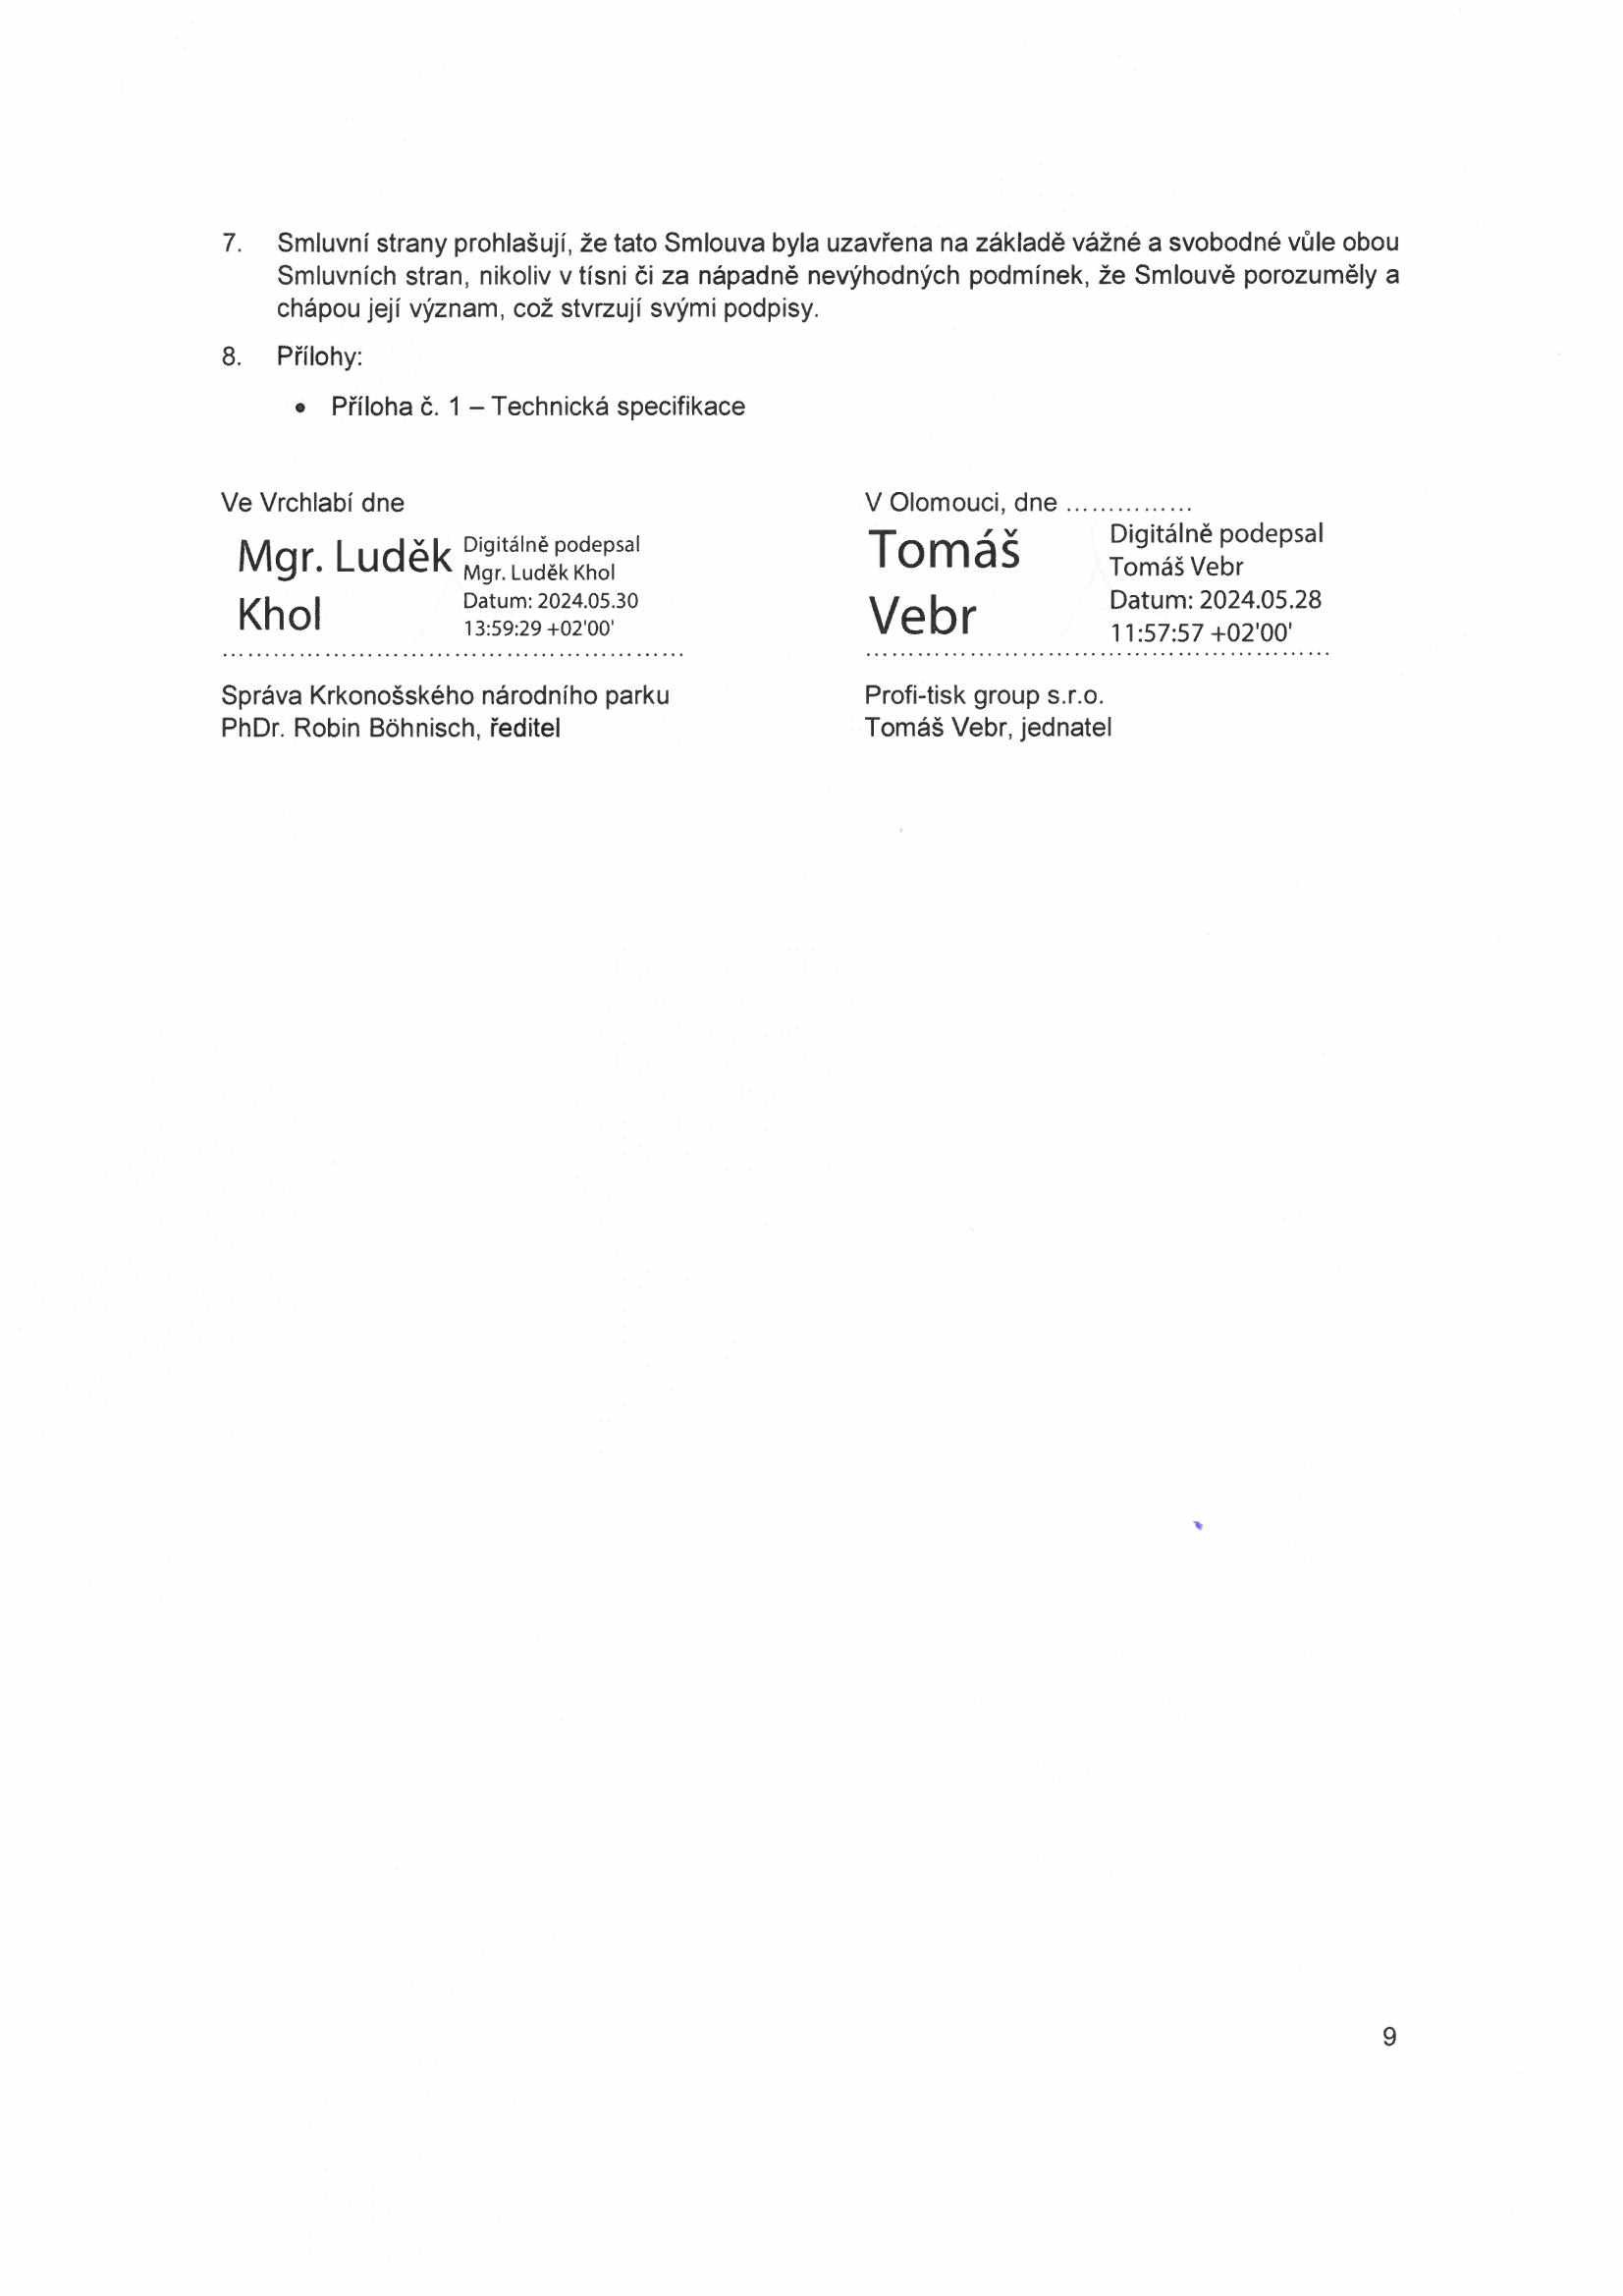 7. Smluvní strany prohlašují, že tato Smlouva byla uzavřena na základě vážné a svobodné vůle obou
Smluvních stran, nikoliv v tísni či za nápadně nevýhodných podmínek, že Smlouvě porozuměly a
chápou její význam, což stvrzují svými podpisy.
8. Přílohy:
• Příloha č. 1 – Technická specifikace
Ve Vrchlabí dne
Mgr. Luděk
Khol
Digitálně podepsal
Mgr. Luděk Khol
Datum: 2024.05.30
13:59:29 +02'00'
......................................................
Správa Krkonošského národního parku
PhDr. Robin Böhnisch, ředitel
V Olomouci, dne ...............
Tomáš
Vebr
Digitálně podepsal
Tomáš Vebr
Datum: 2024.05.28
11:57:57 +02'00'
......................................................
Profi-tisk group s.r.o.
Tomáš Vebr, jednatel
9